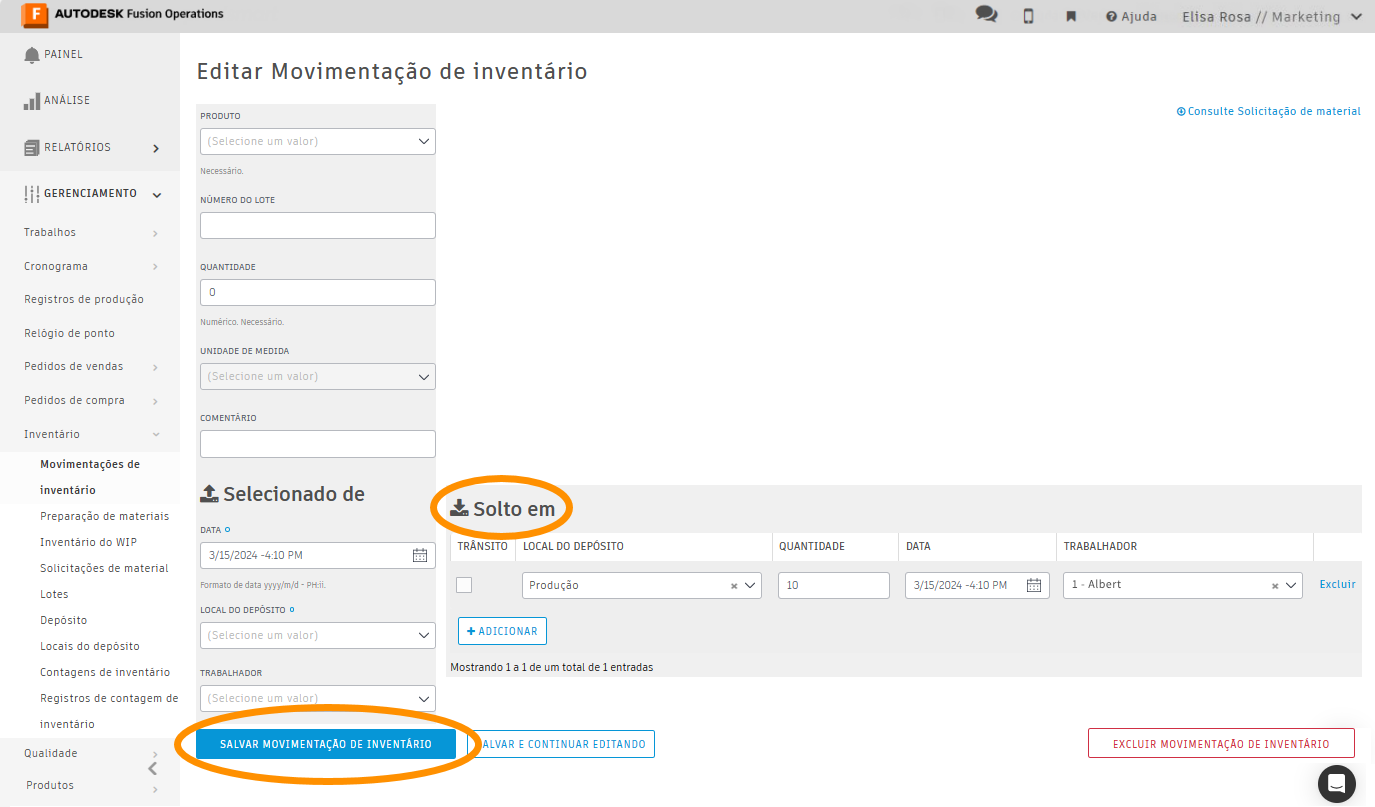 AUTODESK Fusion Operations
Ajuda
Elisa Rosa // Marketing
PAINEL
ANÁLISE
RELATÓRIOS
GERENCIAMENTO
Trabalhos
Cronograma
Registros de produção
Relógio de ponto
Pedidos de vendas
Pedidos de compra
Inventário
Movimentações de
inventário
Preparação de materiais
Inventário do WIP
Solicitações de material
Lotes
Depósito
Locais do depósito
Contagens de inventário
Registros de contagem de
inventário
Qualidade
Produtos
Editar Movimentação de inventário
Consulte Solicitação de material
PRODUTO
(Selecione um valor)
Necessário.
NÚMERO DO LOTE
QUANTIDADE
0
Numérico. Necessário.
UNIDADE DE MEDIDA
(Selecione um valor)
COMENTÁRIO
Selecionado de
DATA
3/15/2024 -4:10 PM
Formato de data yyyy/m/d - PH:ii.
LOCAL DO DEPÓSITO
(Selecione um valor)
TRABALHADOR
(Selecione um valor)
Solto em
TRÂNSITO LOCAL DO DEPÓSITO QUANTIDADE DATA TRABALHADOR
Produção × 10 3/15/2024 -4:10 PM 1 - Albert × Excluir
+ ADICIONAR
Mostrando 1 a 1 de um total de 1 entradas
SALVAR MOVIMENTAÇÃO DE INVENTÁRIO
ALVAR E CONTINUAR EDITANDO
EXCLUIR MOVIMENTAÇÃO DE INVENTÁRIO